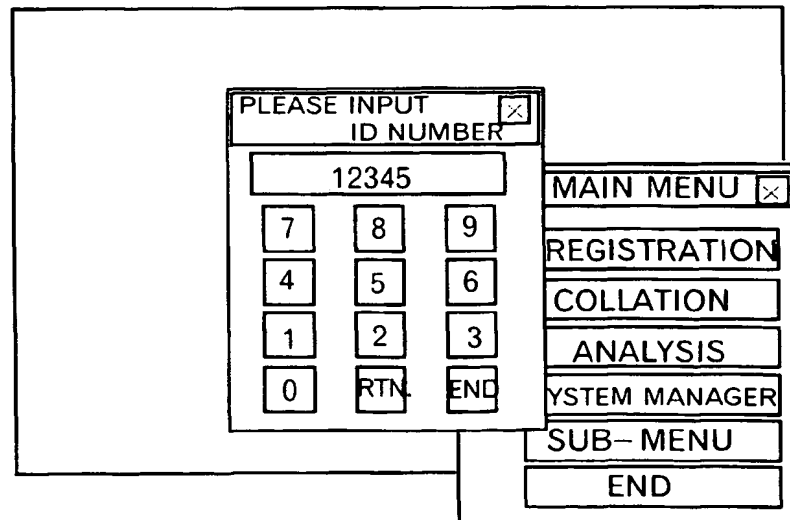 PLEASE INPUT
ID NUMBER
12345
7 8 9
4 5 6
1 2 3
0 RTN. END
MAIN MENU
REGISTRATION
COLLATION
ANALYSIS
YSTEM MANAGER
SUB-MENU
END